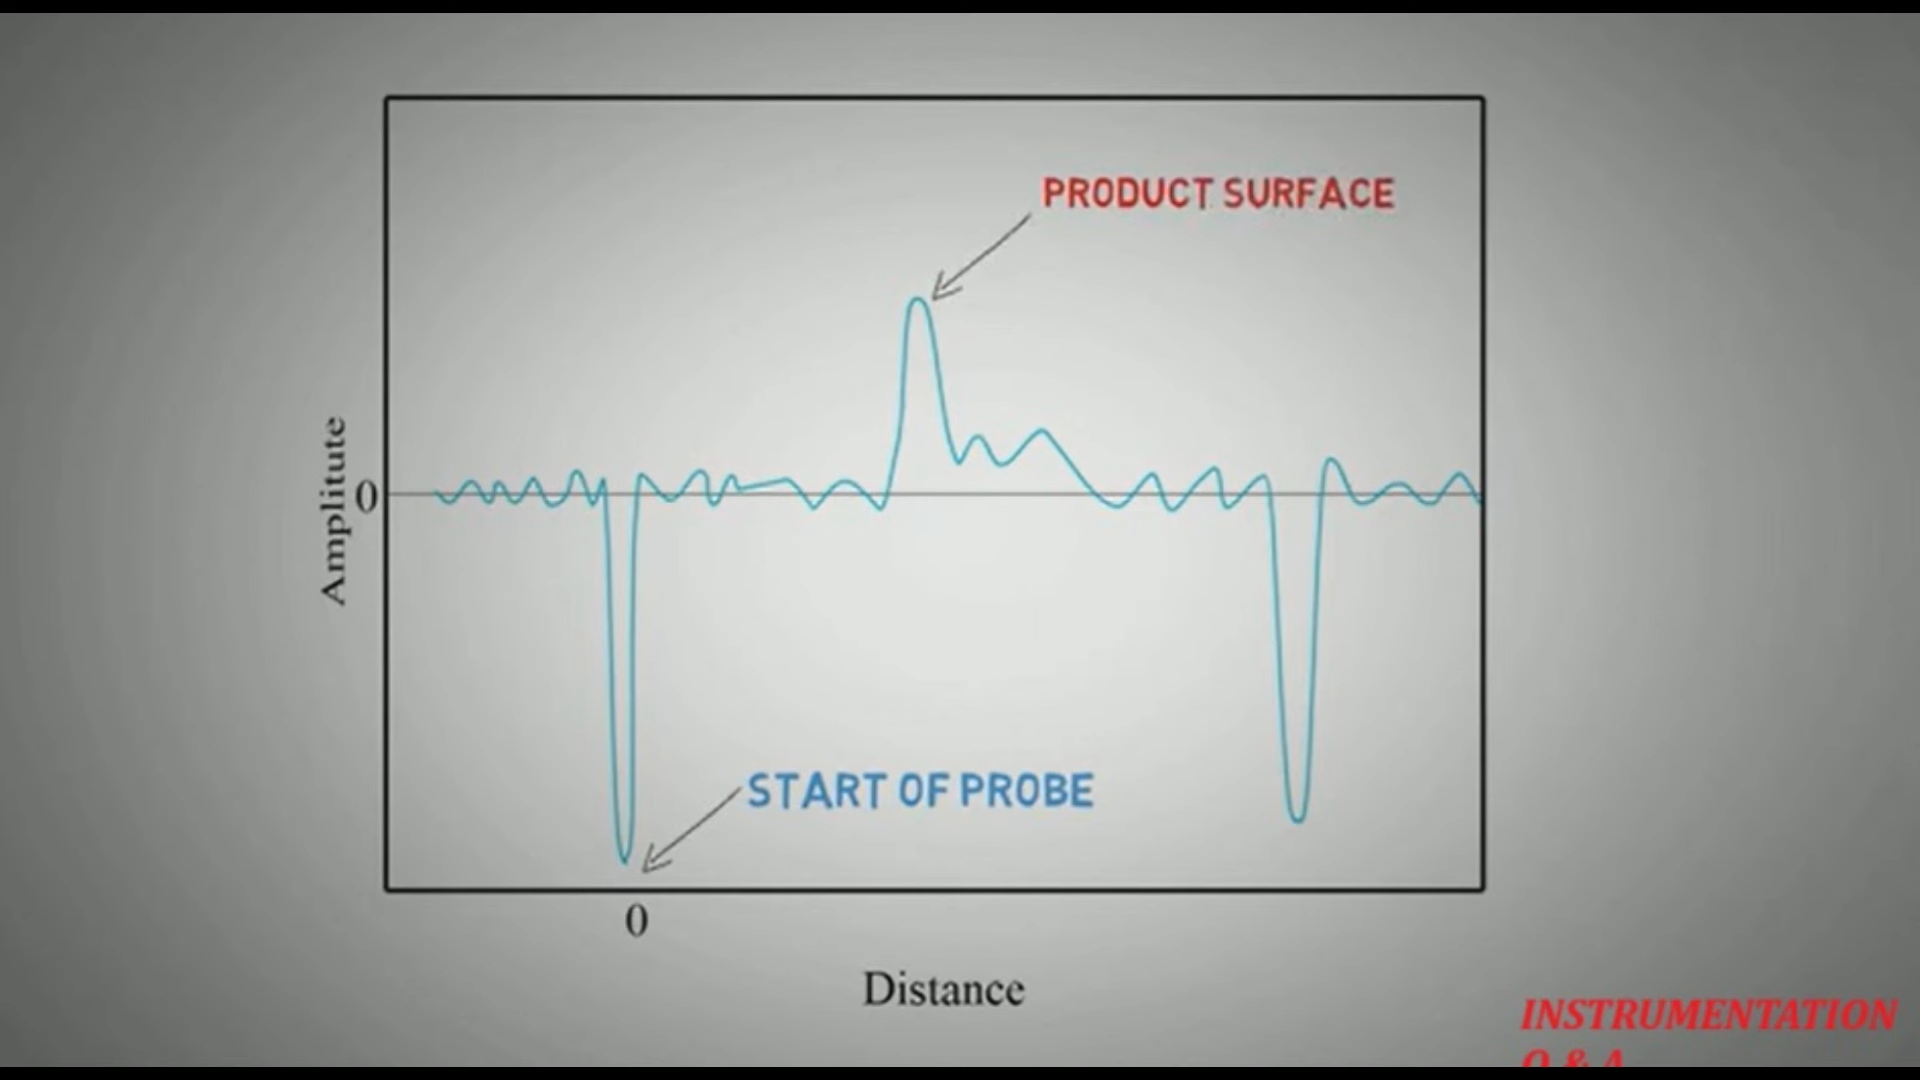 PRODUCT SURFACE
Amplitute
0
START OF PROBE
0
Distance
INSTRUMENTATION
Q & A